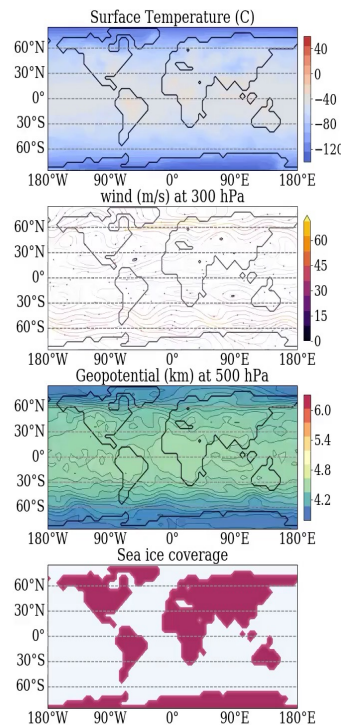 Surface Temperature (C)
60°N
30°N
0°
30°S
60°S
40
0
−40
−80
−120
180°W 90°W 0° 90°E 180°E
wind (m/s) at 300 hPa
60°N
30°N
0°
30°S
60°S
60
45
30
15
0
180°W 90°W 0° 90°E 180°E
Geopotential (km) at 500 hPa
60°N
30°N
0°
30°S
60°S
6.0
5.4
4.8
4.2
180°W 90°W 0° 90°E 180°E
Sea ice coverage
60°N
30°N
0°
30°S
60°S
180°W 90°W 0° 90°E 180°E